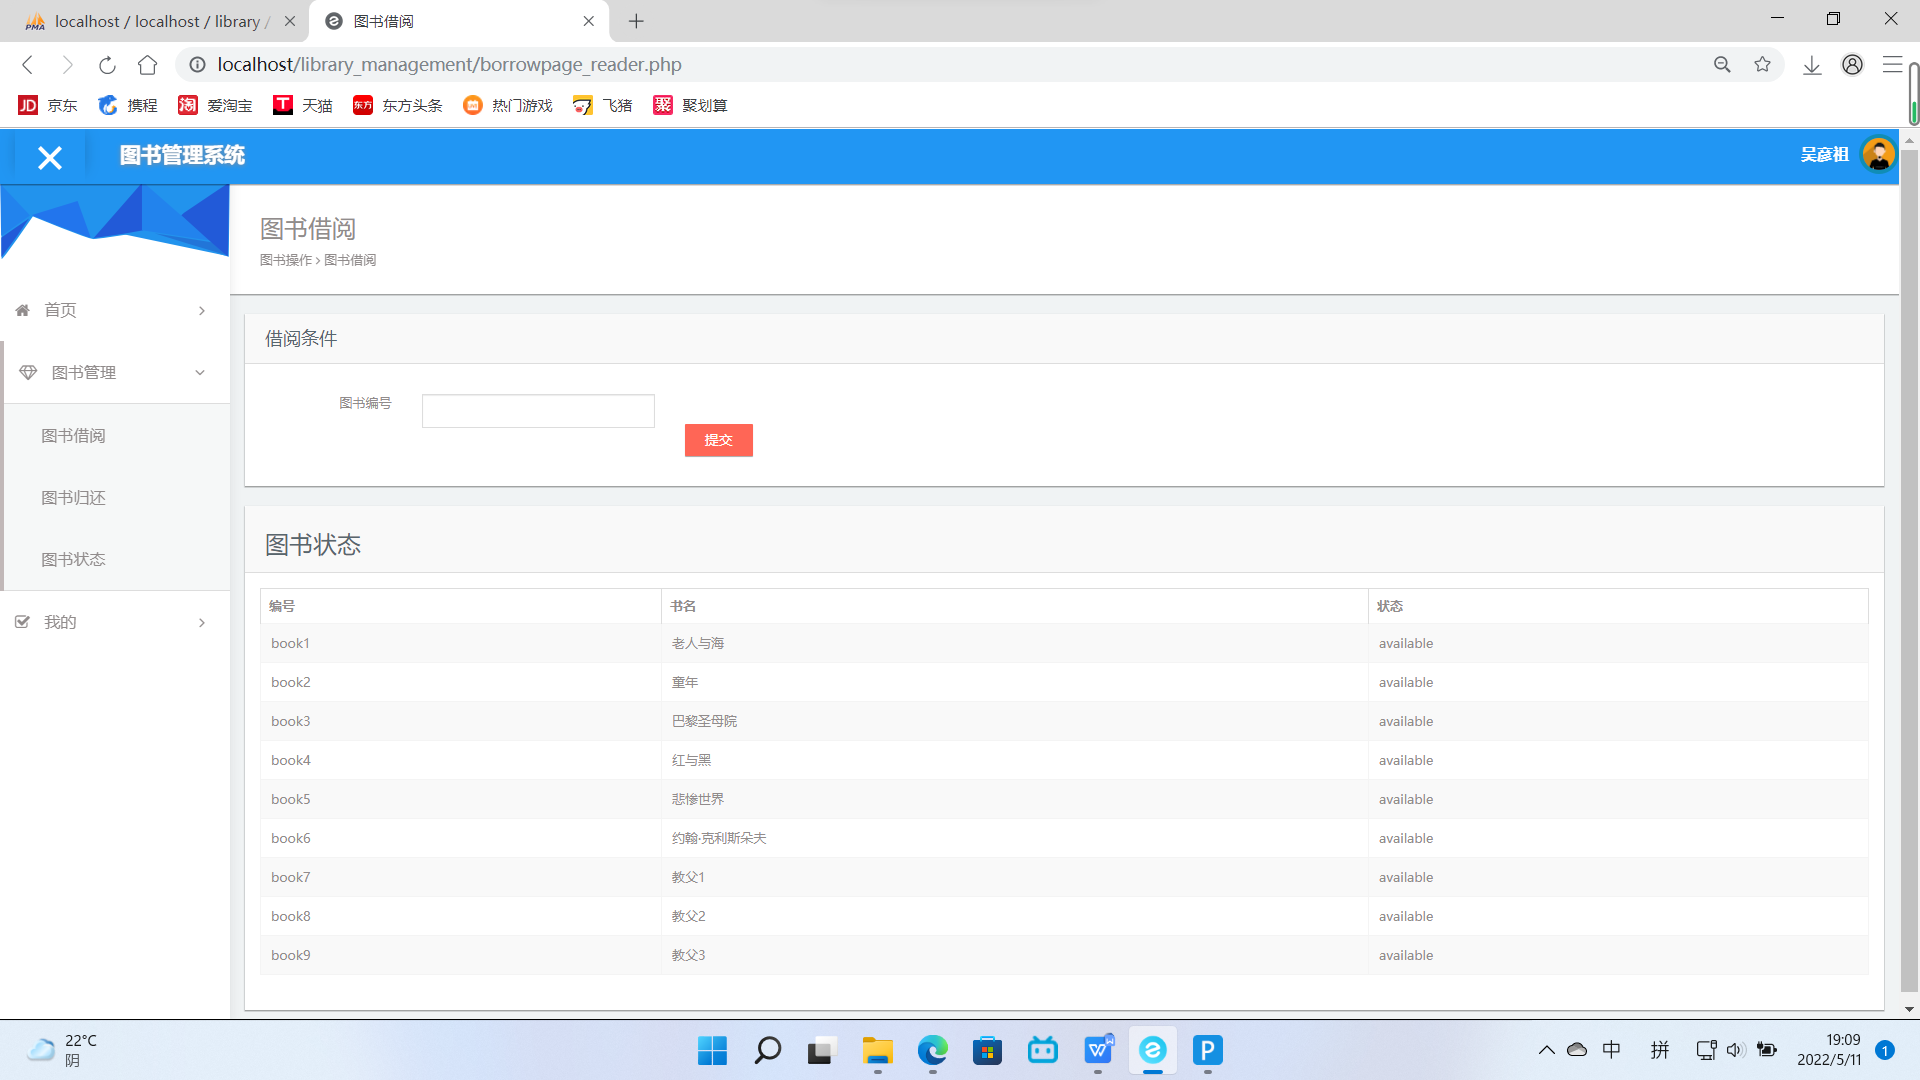 localhost / localhost / library /
图书借阅
localhost/library_management/borrowpage_reader.php
京东 携程 爱淘宝 天猫 东方头条 热门游戏 飞猪 聚划算
图书管理系统
吴彦祖
图书借阅
图书操作 › 图书借阅
首页
图书管理
图书借阅
图书归还
图书状态
我的
借阅条件
图书编号
提交
图书状态
编号 书名 状态
book1 老人与海 available
book2 童年 available
book3 巴黎圣母院 available
book4 红与黑 available
book5 悲惨世界 available
book6 约翰·克利斯朵夫 available
book7 教父1 available
book8 教父2 available
book9 教父3 available
22°C
阴
中 拼
19:09
2022/5/11
1